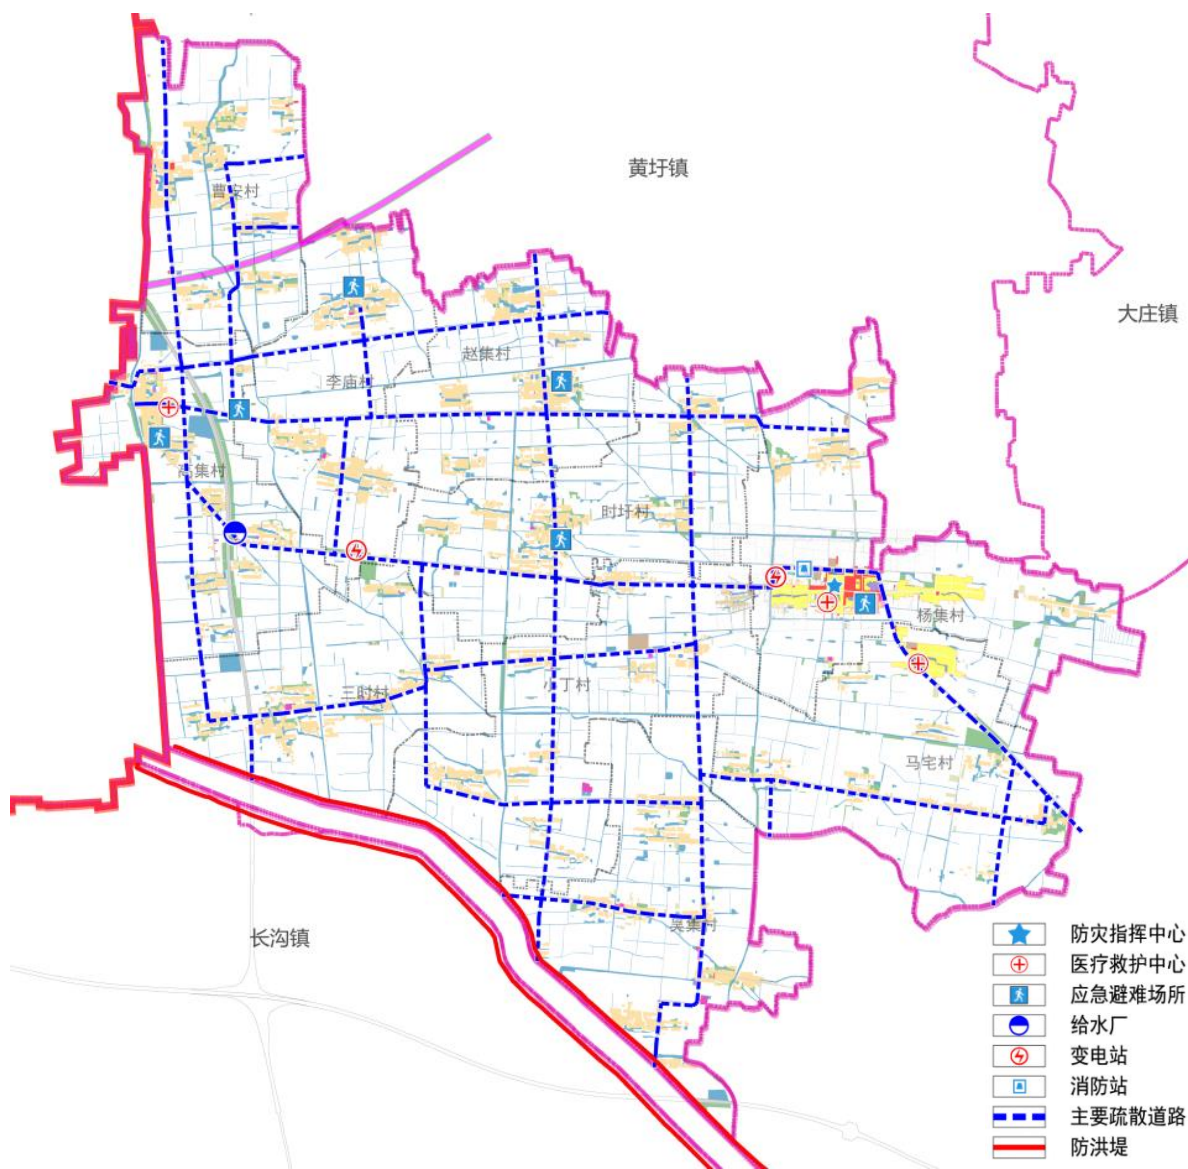 黄圩镇
曹安村
大庄镇
赵集村
李庙村
高集村
时圩村
杨集村
三时村
小丁村
马宅村
吴集村
长沟镇
防灾指挥中心
医疗救护中心
应急避难场所
给水厂
变电站
消防站
主要疏散道路
防洪堤